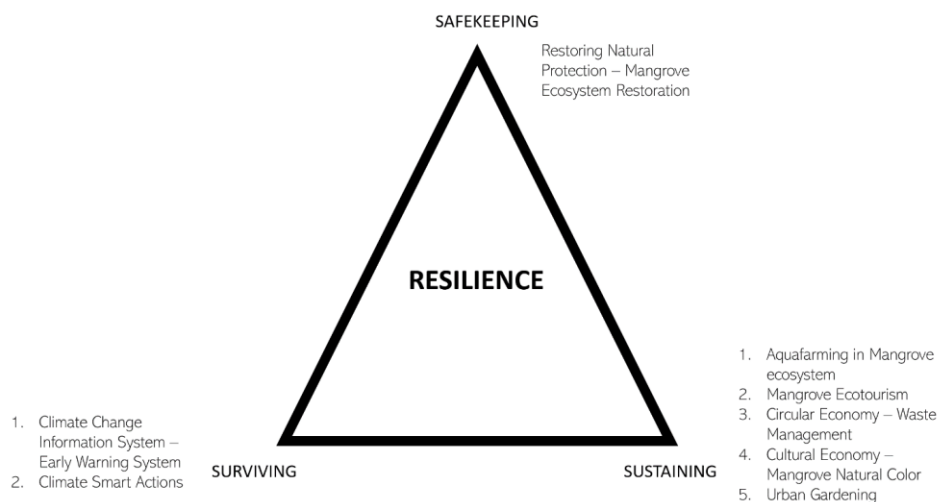 SAFEKEEPING
Restoring Natural
Protection – Mangrove
Ecosystem Restoration
RESILIENCE
1. Climate Change
Information System –
Early Warning System
2. Climate Smart Actions
SURVIVING
SUSTAINING
1. Aquafarming in Mangrove
ecosystem
2. Mangrove Ecotourism
3. Circular Economy – Waste
Management
4. Cultural Economy –
Mangrove Natural Color
5. Urban Gardening